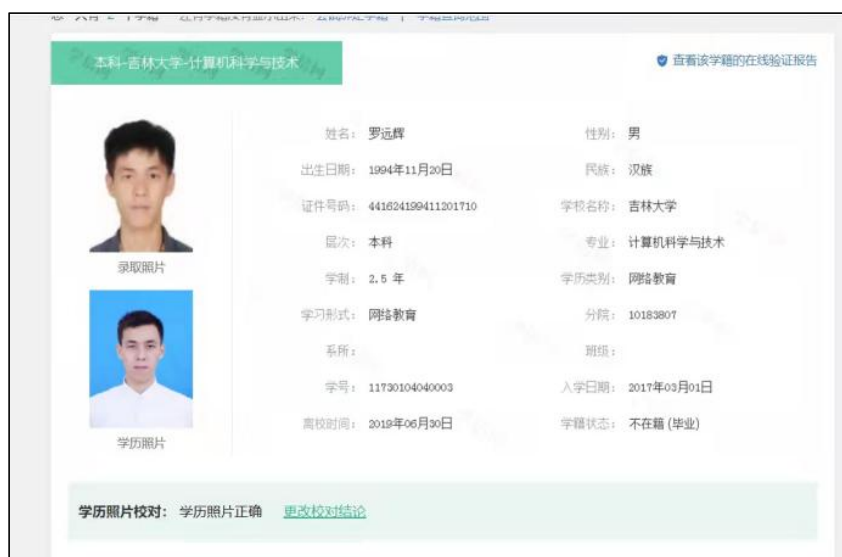 本科-吉林大学-计算机科学与技术
查看该学籍的在线验证报告
姓名： 罗远辉 性别： 男
出生日期： 1994年11月20日 民族： 汉族
证件号码： 441624199411201710 学校名称： 吉林大学
层次： 本科 专业： 计算机科学与技术
录取照片
学制： 2.5 年 学历类别： 网络教育
学习形式： 网络教育 分院： 10183807
系所： 班级：
学号： 11730104040003 入学日期： 2017年03月01日
离校时间： 2019年06月30日 学籍状态： 不在籍 (毕业)
学历照片
学历照片校对： 学历照片正确 更改校对结论